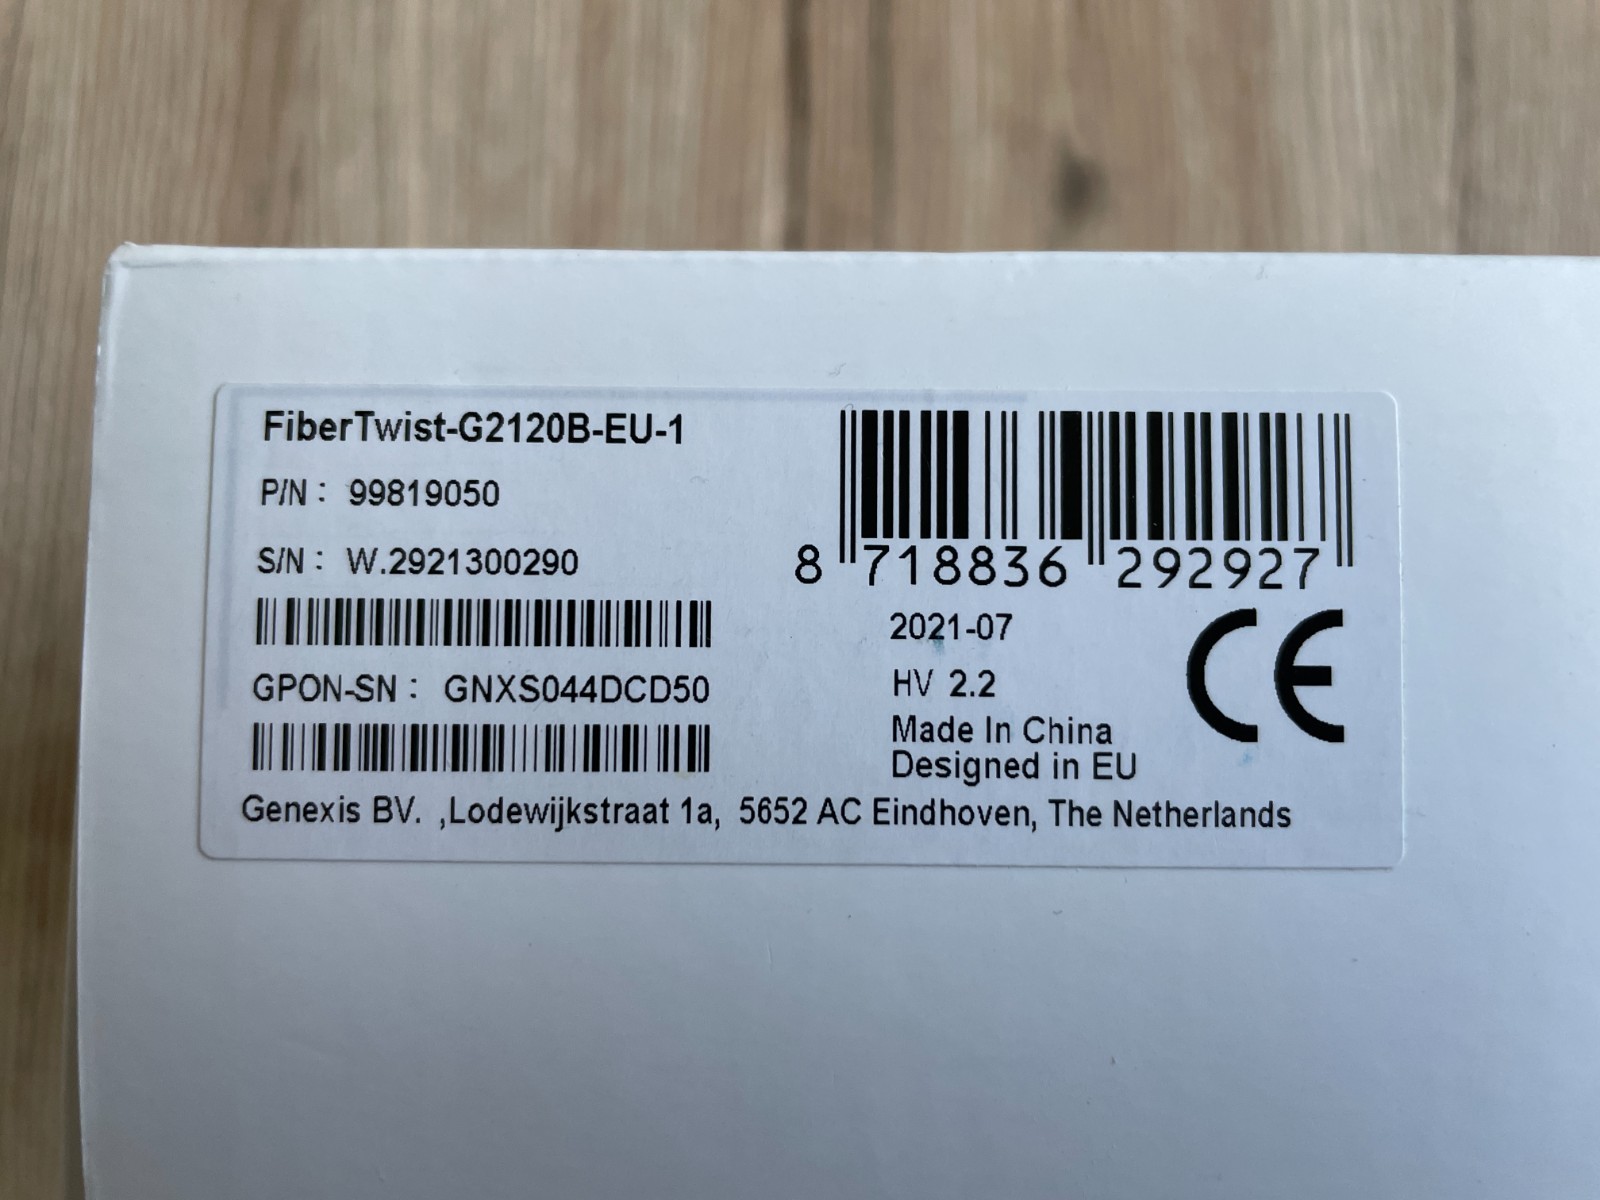 FiberTwist-G2120B-EU-1
P/N : 99819050
S/N : W.2921300290
GPON-SN : GNXS044DCD50
8 718836 292927
2021-07
HV 2.2
Made In China
Designed in EU
CE
Genexis BV. ,Lodewijkstraat 1a, 5652 AC Eindhoven, The Netherlands